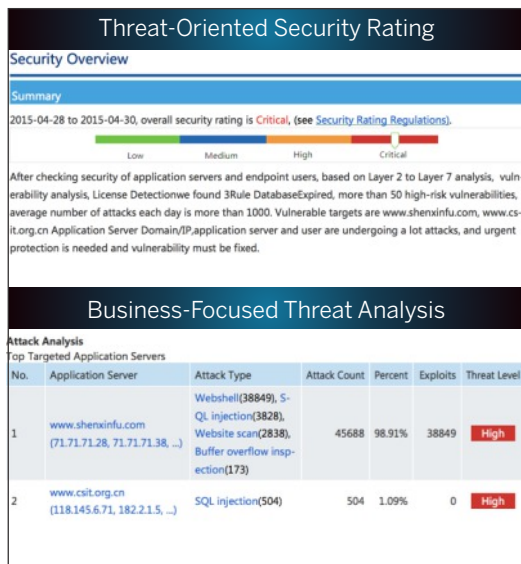 Threat-Oriented Security Rating
Security Overview
Summary
2015-04-28 to 2015-04-30, overall security rating is Critical, (see Security Rating Regulations).
Low Medium High Critical
After checking security of application servers and endpoint users, based on Layer 2 to Layer 7 analysis, vuln-
erability analysis, License Detectionwe found 3Rule DatabaseExpired, more than 50 high-risk vulnerabilities,
average number of attacks each day is more than 1000. Vulnerable targets are www.shenxinfu.com, www.cs-
it.org.cn Application Server Domain/IP,application server and user are undergoing a lot attacks, and urgent
protection is needed and vulnerability must be fixed.
Business-Focused Threat Analysis
Attack Analysis
Top Targeted Application Servers
No. Application Server Attack Type Attack Count Percent Exploits Threat Level
1
www.shenxinfu.com
(71.71.71.28, 71.71.71.38, ...)
Webshell(38849), S-
QL injection(3828),
Website scan(2838),
Buffer overflow insp-
ection(173)
45688 98.91% 38849 High
2
www.csit.org.cn
(118.145.6.71, 182.2.1.5, ...)
SQL injection(504)
504 1.09% 0 High